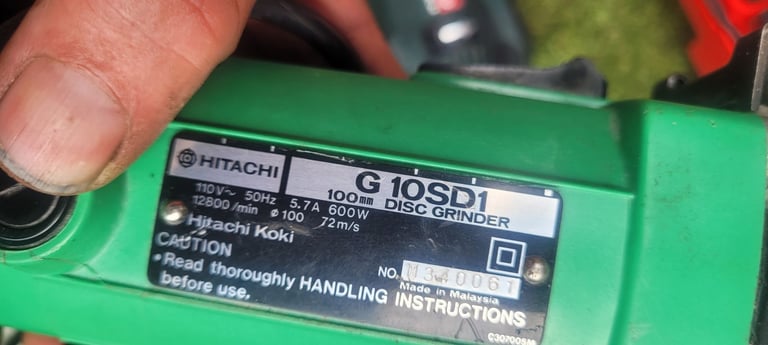 HITACHI
G 10SD1
100mm DISC GRINDER
110V~ 50Hz 5.7A 600W
12800/min ø100 72m/s
Hitachi Koki
CAUTION
•Read thoroughly HANDLING INSTRUCTIONS
before use.
NO. M340061
Made in Malaysia